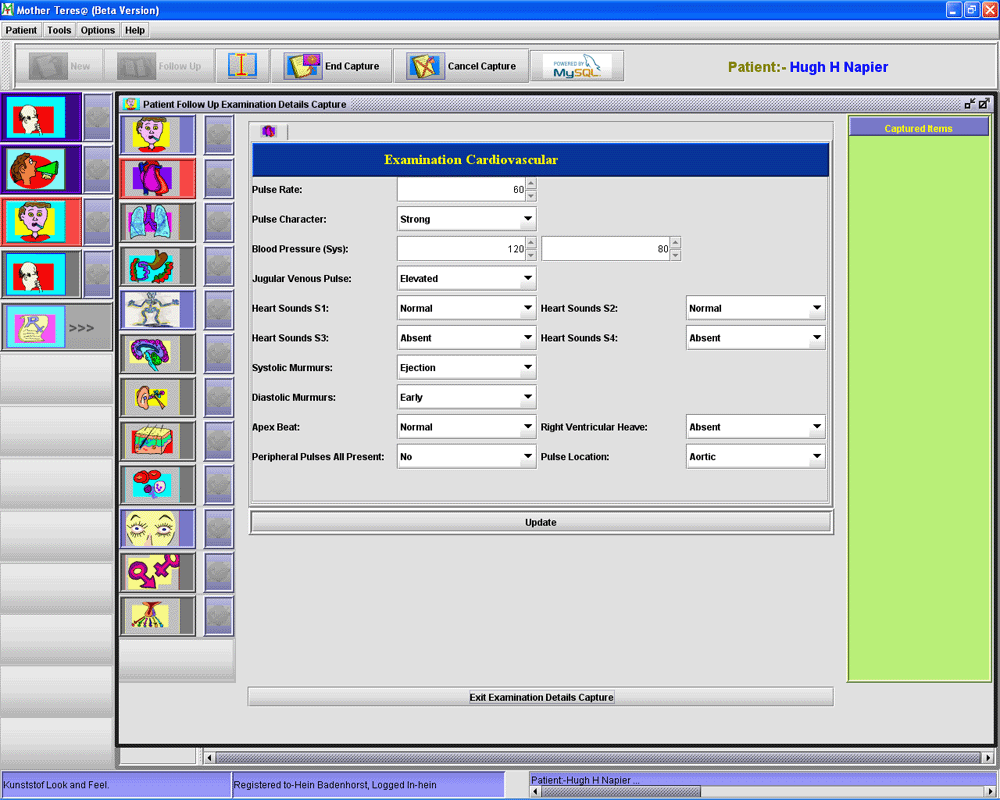 Mother Teres@ (Beta Version)
Patient Tools Options Help
New Follow Up End Capture Cancel Capture POWERED BY MySQL Patient:- Hugh H Napier
Patient Follow Up Examination Details Capture
Captured Items
Examination Cardiovascular
Pulse Rate: 60
Pulse Character: Strong
Blood Pressure (Sys): 120 80
Jugular Venous Pulse: Elevated
Heart Sounds S1: Normal Heart Sounds S2: Normal
Heart Sounds S3: Absent Heart Sounds S4: Absent
Systolic Murmurs: Ejection
Diastolic Murmurs: Early
Apex Beat: Normal Right Ventricular Heave: Absent
Peripheral Pulses All Present: No Pulse Location: Aortic
>>>
Update
Exit Examination Details Capture
Kunststof Look and Feel. Registered to-Hein Badenhorst, Logged In-hein Patient:-Hugh H Napier ...